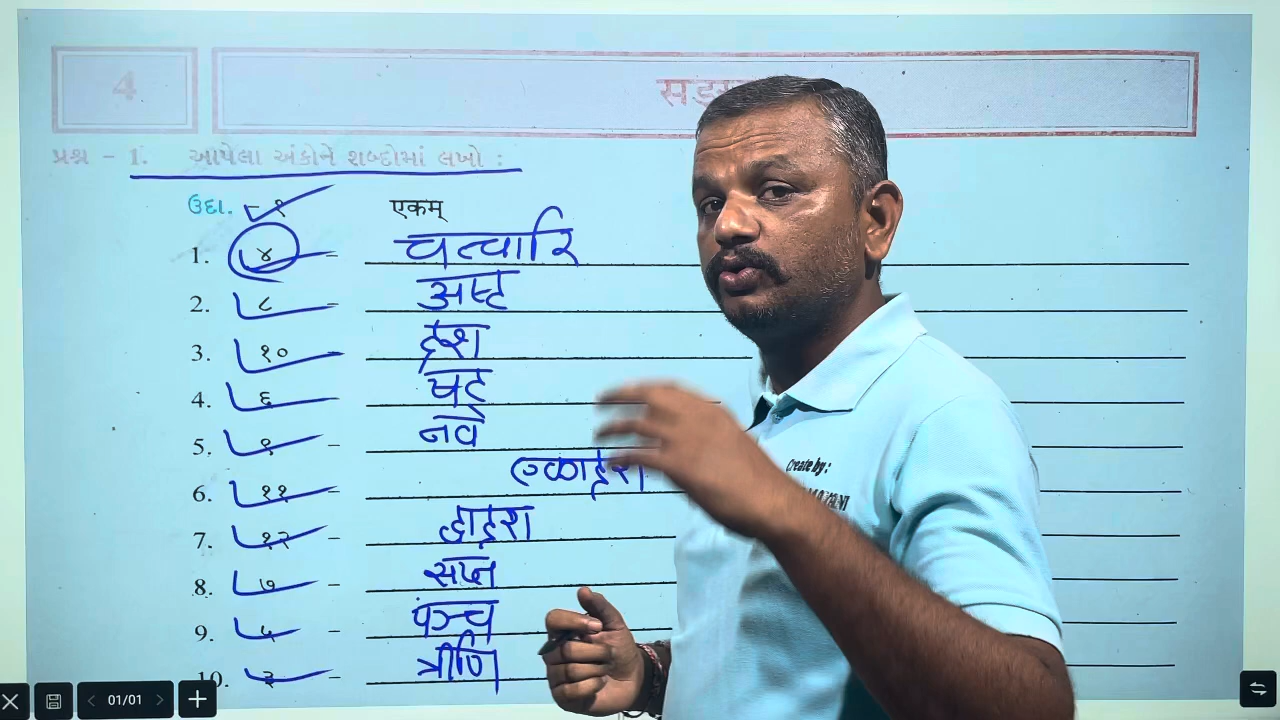 4
પ્રશ્ન - 1. આપેલા અંકોને શબ્દોમાં લખો :
ઉદા. - १ एकम्
1. ४ - चत्वारि
2. ८ - अष्ट
3. १० - दश
4. ६ - षट
5. ९ - नव
6. ११ - एकादश
7. १२ - द्वादश
8. ७ - सप्त
9. ५ - पञ्च
10. ३ - त्रीणि
Create by :
01/01